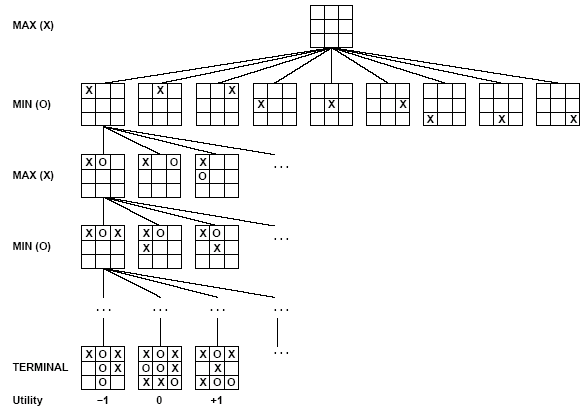 MAX (X)
X X X X X X X X X
MIN (O)
X O X O X
O
MAX (X)
X O X X O X O
X X
MIN (O)
...
...
... ... ... ...
...
X O X X O X X O X
O X O O X X
O X X O X O O
TERMINAL
Utility −1 0 +1